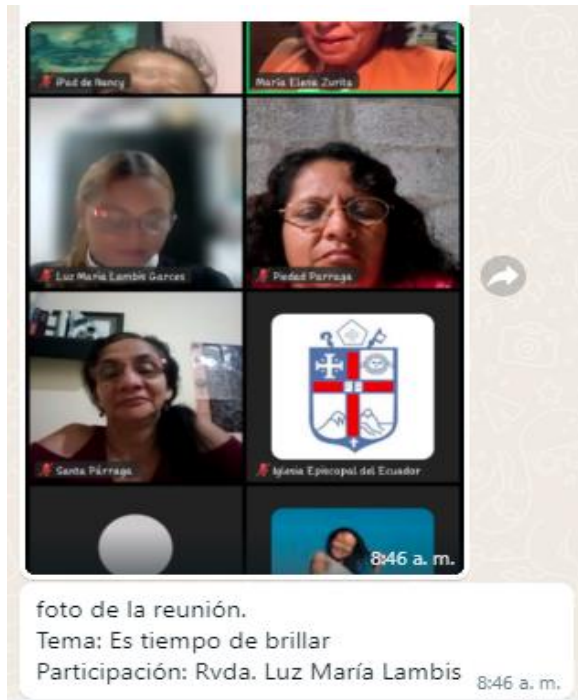 iPad de Nancy
María Elena Zurita
Luz María Lambis Garces
Piedad Parraga
Santa Párraga
Iglesia Episcopal del Ecuador
8:46 a. m.
foto de la reunión.
Tema: Es tiempo de brillar
Participación: Rvda. Luz María Lambis
8:46 a. m.